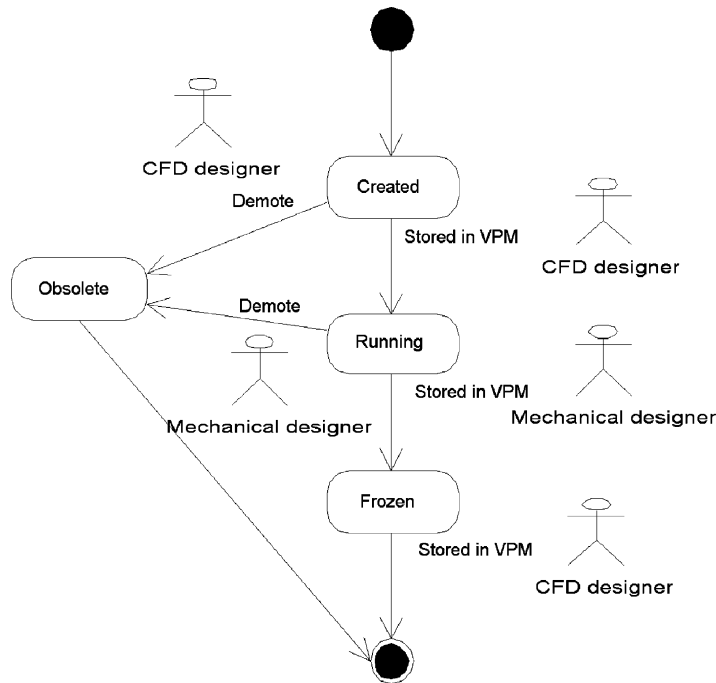 CFD designer
Created
Demote
Stored in VPM
CFD designer
Obsolete
Demote
Running
Mechanical designer
Stored in VPM
Mechanical designer
Frozen
Stored in VPM
CFD designer